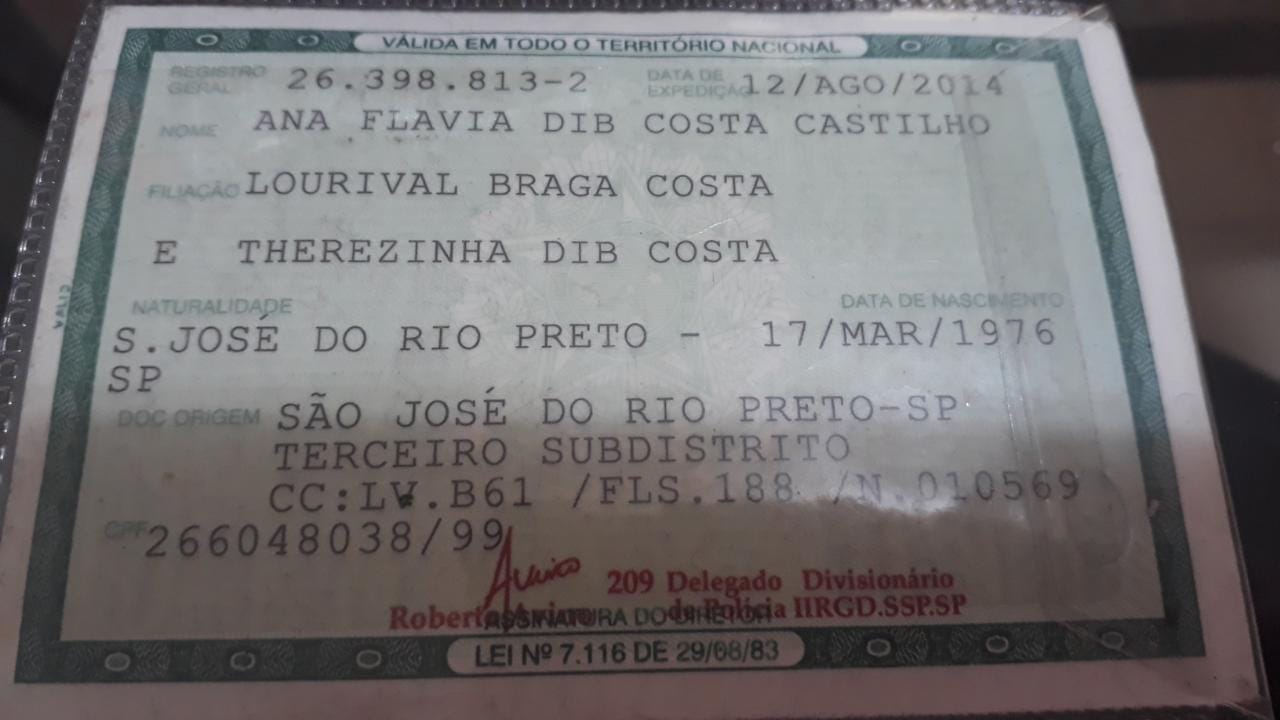 VÁLIDA EM TODO O TERRITÓRIO NACIONAL
REGISTRO GERAL 26.398.813-2 DATA DE EXPEDIÇÃO 12/AGO/2014
NOME ANA FLAVIA DIB COSTA CASTILHO
FILIAÇÃO LOURIVAL BRAGA COSTA
E THEREZINHA DIB COSTA
NATURALIDADE DATA DE NASCIMENTO
S.JOSÉ DO RIO PRETO - 17/MAR/1976
SP
DOC ORIGEM SÃO JOSÉ DO RIO PRETO-SP
TERCEIRO SUBDISTRITO
CC:LV.B61 /FLS.188 /N.010569
CPF 266048038/99
209 Delegado Divisionário
de Polícia IIRGD.SSP.SP
ASSINATURA DO DIRETOR
LEI Nº 7.116 DE 29/08/83
VALID